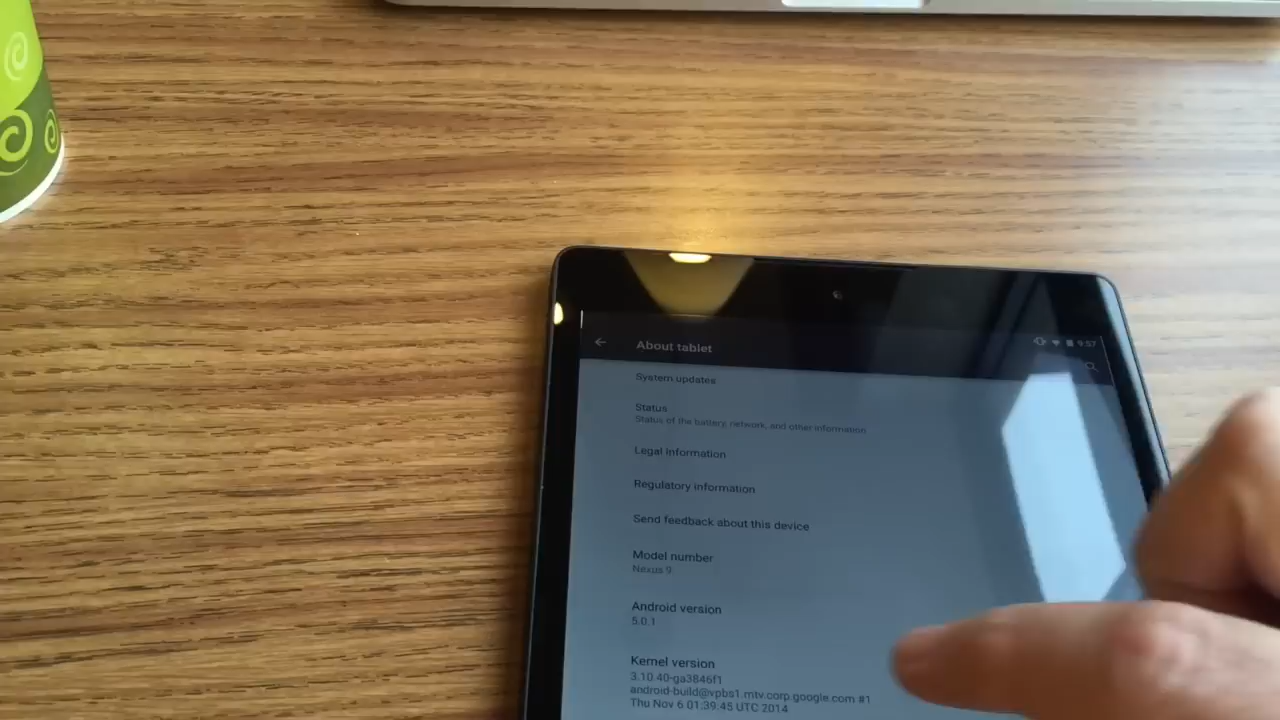 About tablet
9:57
System updates
Status
Status of the battery, network, and other information
Legal information
Regulatory information
Send feedback about this device
Model number
Nexus 9
Android version
5.0.1
Kernel version
3.10.40-ga3846f1
android-build@vpbs1.mtv.corp.google.com #1
Thu Nov 6 01:39:45 UTC 2014